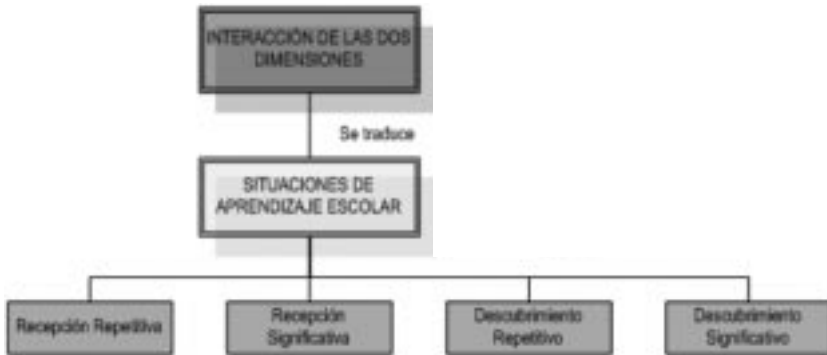 INTERACCIÓN DE LAS DOS
DIMENSIONES
Se traduce
SITUACIONES DE
APRENDIZAJE ESCOLAR
Recepción Repetitiva
Recepción
Significativa
Descubrimiento
Repetitivo
Descubrimiento
Significativo